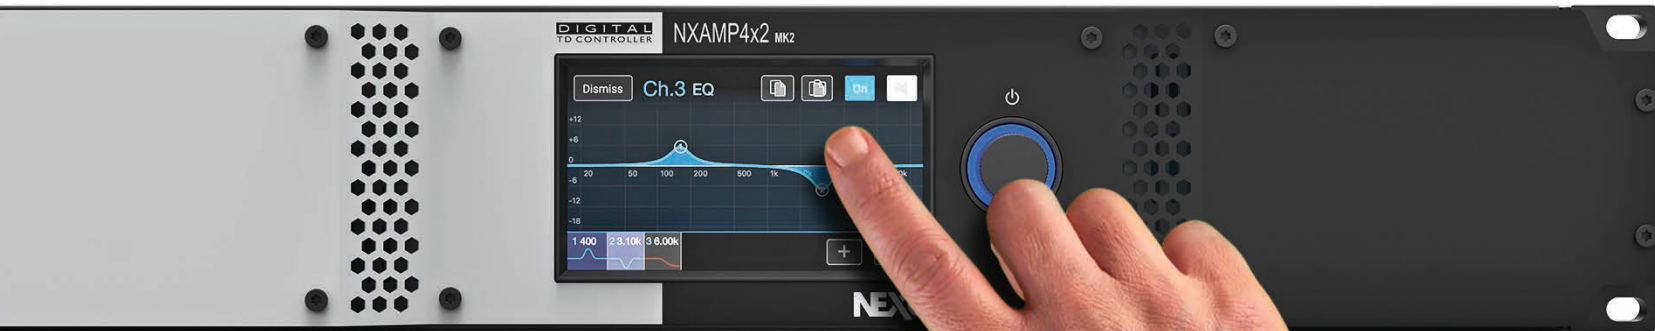 DIGITAL
TD CONTROLLER
NXAMP4x2 MK2
Dismiss
Ch.3 EQ
On
+12
+6
0
20 50 100 200 500 1k
-6
-12
-18
1 400 2 3.10k 3 6.00k
+